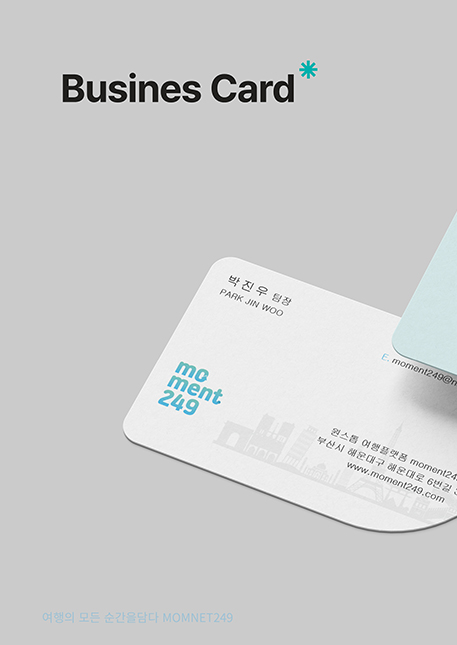 Busines Card*
박진우 팀장
PARK JIN WOO
E. moment249@
mo
ment
249
원스톱 여행플랫폼 moment24
부산시 해운대구 해운대로 6번길
www.moment249.com
여행의 모든 순간을담다 MOMNET249